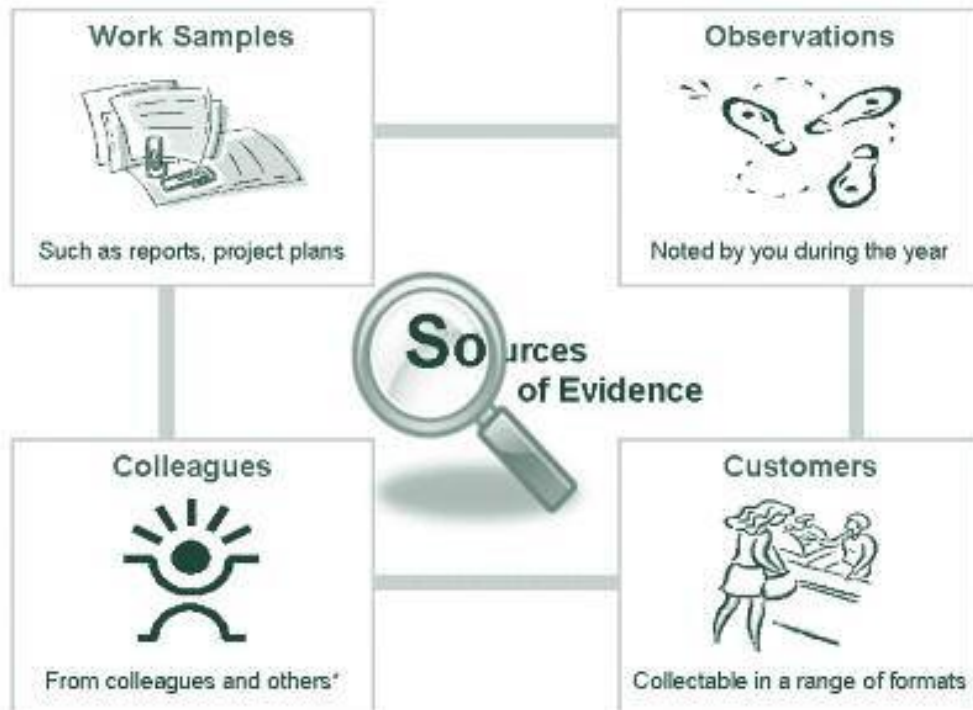 Work Samples
Such as reports, project plans
Observations
Noted by you during the year
Sources
of Evidence
Colleagues
From colleagues and others*
Customers
Collectable in a range of formats